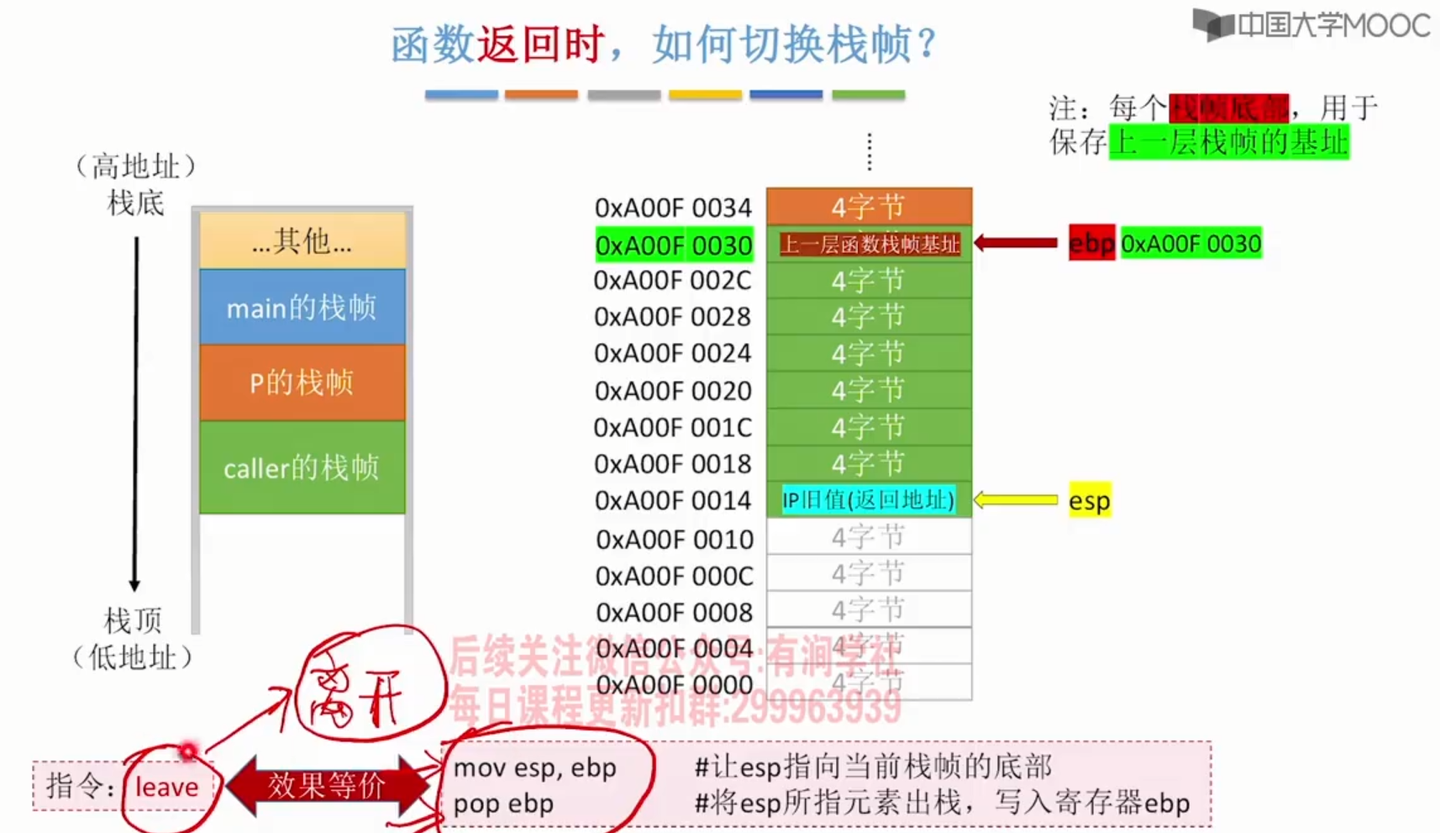 中国大学MOOC
函数返回时，如何切换栈帧？
注：每个栈帧底部，用于
保存上一层栈帧的基址
（高地址）
栈底
...其他...
main的栈帧
P的栈帧
caller的栈帧
栈顶
（低地址）
0xA00F 0034 4字节
0xA00F 0030 上一层函数栈帧基址 ebp 0xA00F 0030
0xA00F 002C 4字节
0xA00F 0028 4字节
0xA00F 0024 4字节
0xA00F 0020 4字节
0xA00F 001C 4字节
0xA00F 0018 4字节
0xA00F 0014 IP旧值(返回地址) esp
0xA00F 0010 4字节
0xA00F 000C 4字节
0xA00F 0008 4字节
0xA00F 0004 4字节
0xA00F 0000 4字节
后续关注微信公众号:有涧学社
每日课程更新扣群:299963939
离开
指令：leave 效果等价
mov esp, ebp #让esp指向当前栈帧的底部
pop ebp #将esp所指元素出栈，写入寄存器ebp